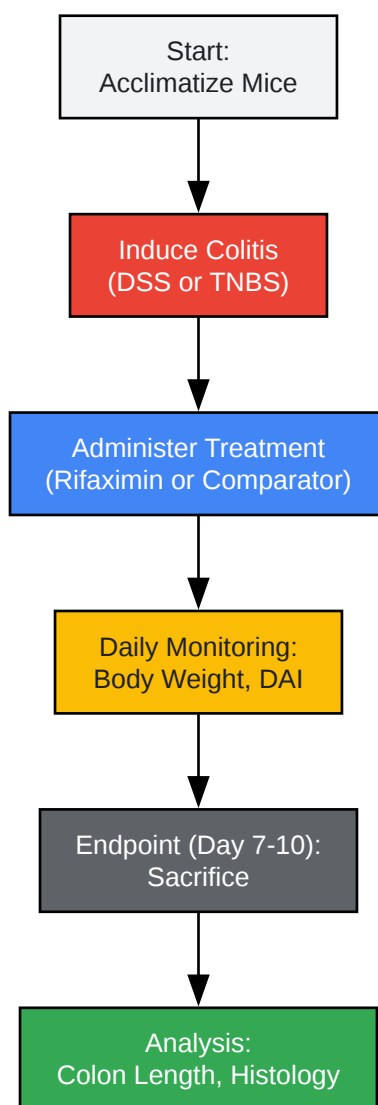 Start:
Acclimatize Mice
Induce Colitis
(DSS or TNBS)
Administer Treatment
(Rifaximin or Comparator)
Daily Monitoring:
Body Weight, DAI
Endpoint (Day 7-10):
Sacrifice
Analysis:
Colon Length, Histology